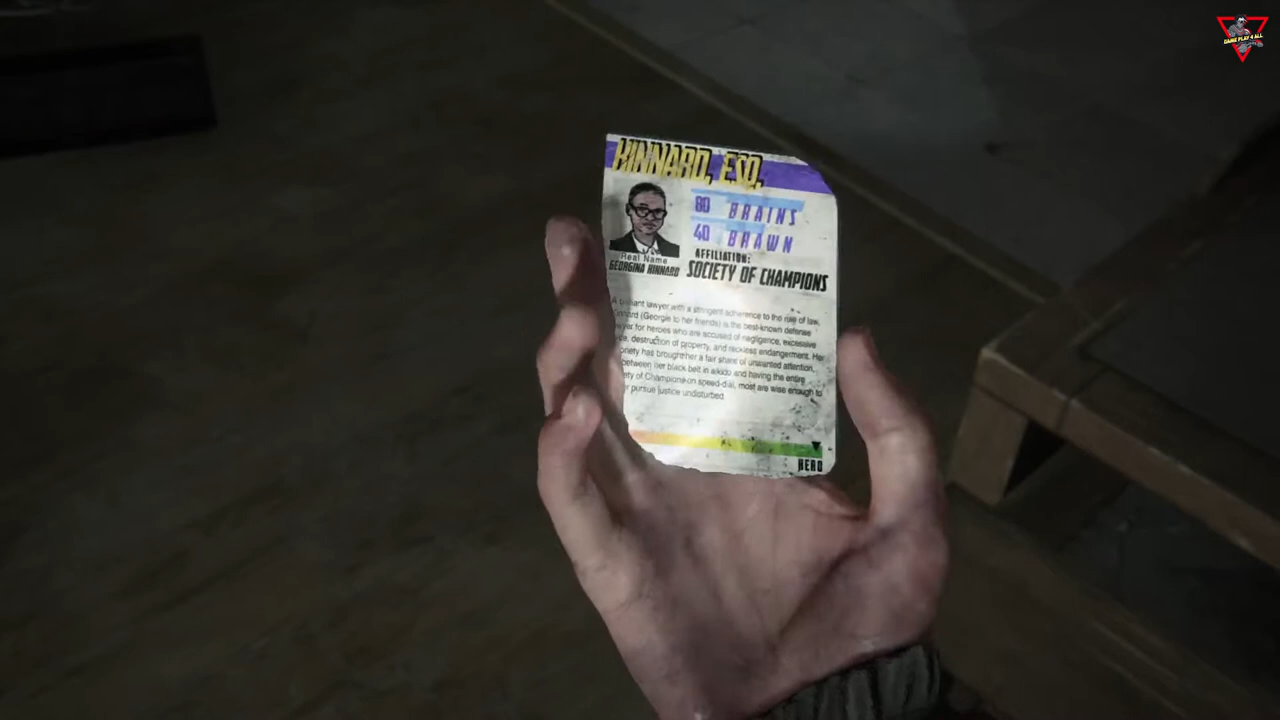 KINNARD, ESQ.
80 BRAINS
40 BRAWN
Real Name
GEORGINA KINNARD
AFFILIATION:
SOCIETY OF CHAMPIONS
A brilliant lawyer with a stringent adherence to the rule of law,
Kinnard (Georgie to her friends) is the best-known defense
lawyer for heroes who are accused of negligence, excessive
destruction of property, and reckless endangerment. Her
notoriety has brought her a fair share of unwanted attention,
between her black belt in aikido and having the entire
Society of Champions on speed-dial, most are wise enough to
pursue justice undisturbed.
HERO
GAME PLAY 4 ALL